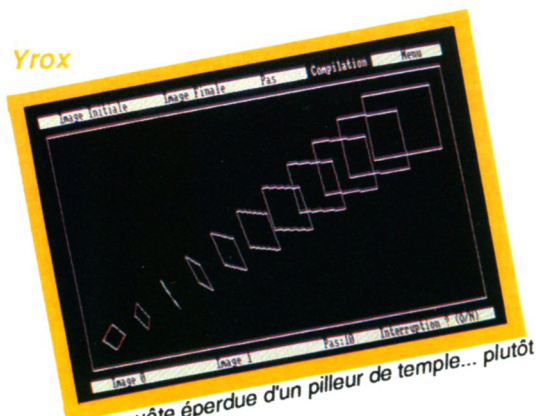 Yrox
Image Initiale Image Finale Pas Compilation Menu
Image 0 Image 1 Pas:10 Interruption ? (O/N)
éperdue d'un pilleur de temple... plutôt